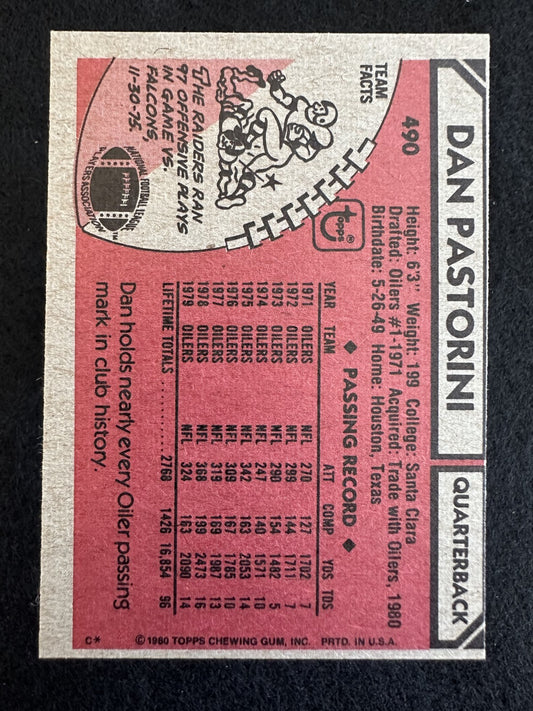 DAN PASTORINI
QUARTERBACK
490
Height: 6'3" Weight: 199 College: Santa Clara
Drafted: Oilers #1-1971 Acquired: Trade with Oilers, 1980
Birthdate: 5-26-49 Home: Houston, Texas
TEAM
FACTS
THE RAIDERS RAN
97 OFFENSIVE PLAYS
IN GAME VS.
FALCONS,
11-30-75.
topps®
NATIONAL FOOTBALL LEAGUE
PLAYERS ASSOCIATION
◆ PASSING RECORD ◆
YEAR TEAM ATT COMP YDS TDS
1971 OILERS NFL 270 127 1702 7
1972 OILERS NFL 299 144 1711 7
1973 OILERS NFL 290 154 1482 5
1974 OILERS NFL 247 140 1571 10
1975 OILERS NFL 342 163 2053 14
1976 OILERS NFL 309 167 1795 10
1977 OILERS NFL 319 169 1987 13
1978 OILERS NFL 368 199 2473 16
1979 OILERS NFL 324 163 2090 14
LIFETIME TOTALS 2768 1426 16,854 96
Dan holds nearly every Oiler passing
mark in club history.
C* © 1980 TOPPS CHEWING GUM, INC. PRTD. IN U.S.A.